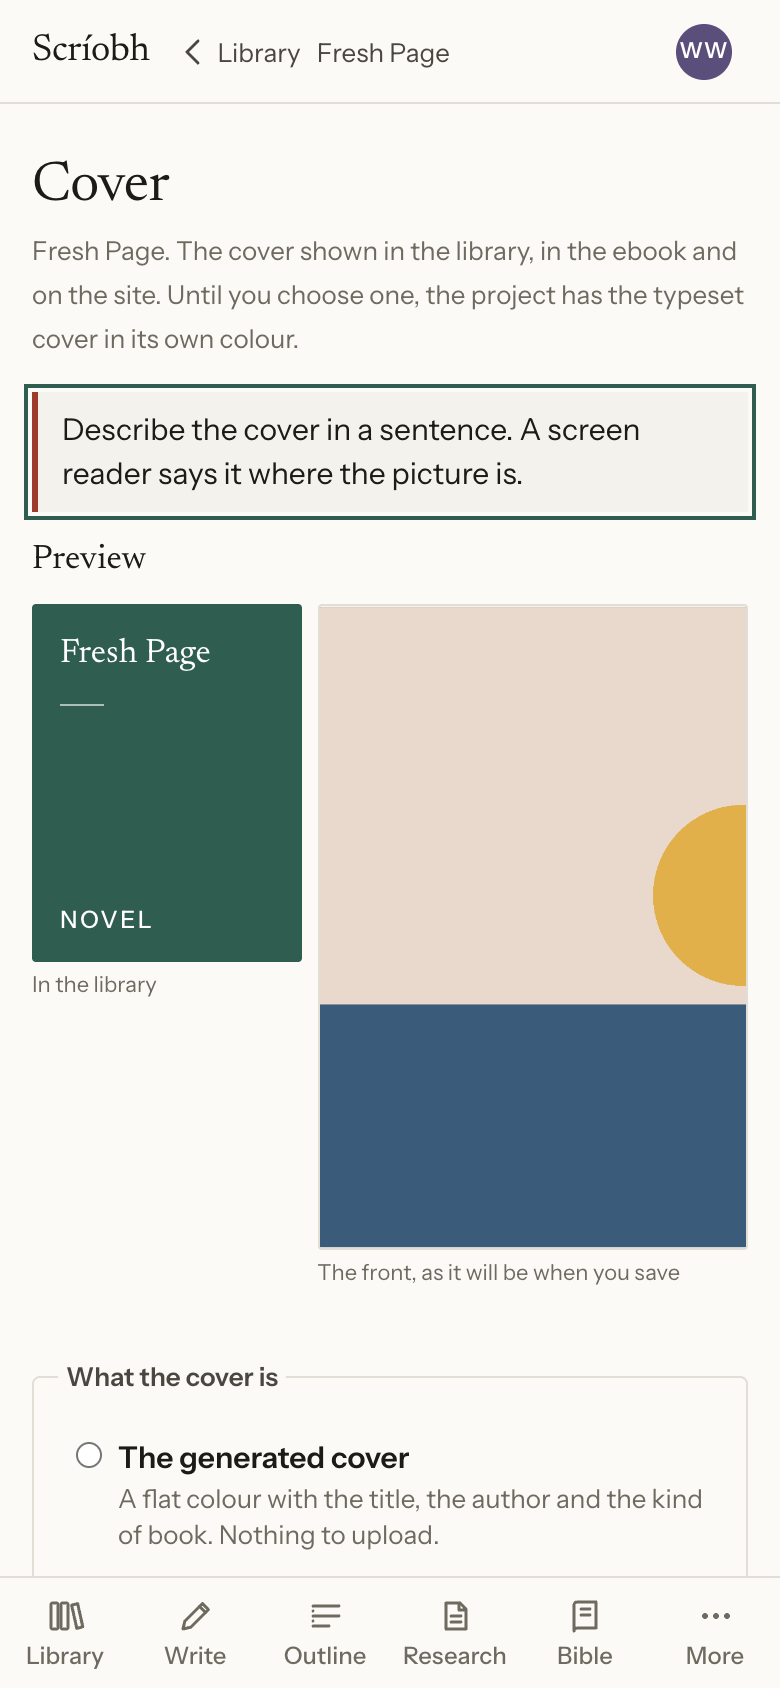 Scríobh
Library Fresh Page
WW
Cover
Fresh Page. The cover shown in the library, in the ebook and
on the site. Until you choose one, the project has the typeset
cover in its own colour.
Describe the cover in a sentence. A screen
reader says it where the picture is.
Preview
Fresh Page
NOVEL
In the library
The front, as it will be when you save
What the cover is
The generated cover
A flat colour with the title, the author and the kind
of book. Nothing to upload.
Library
Write
Outline
Research
Bible
More